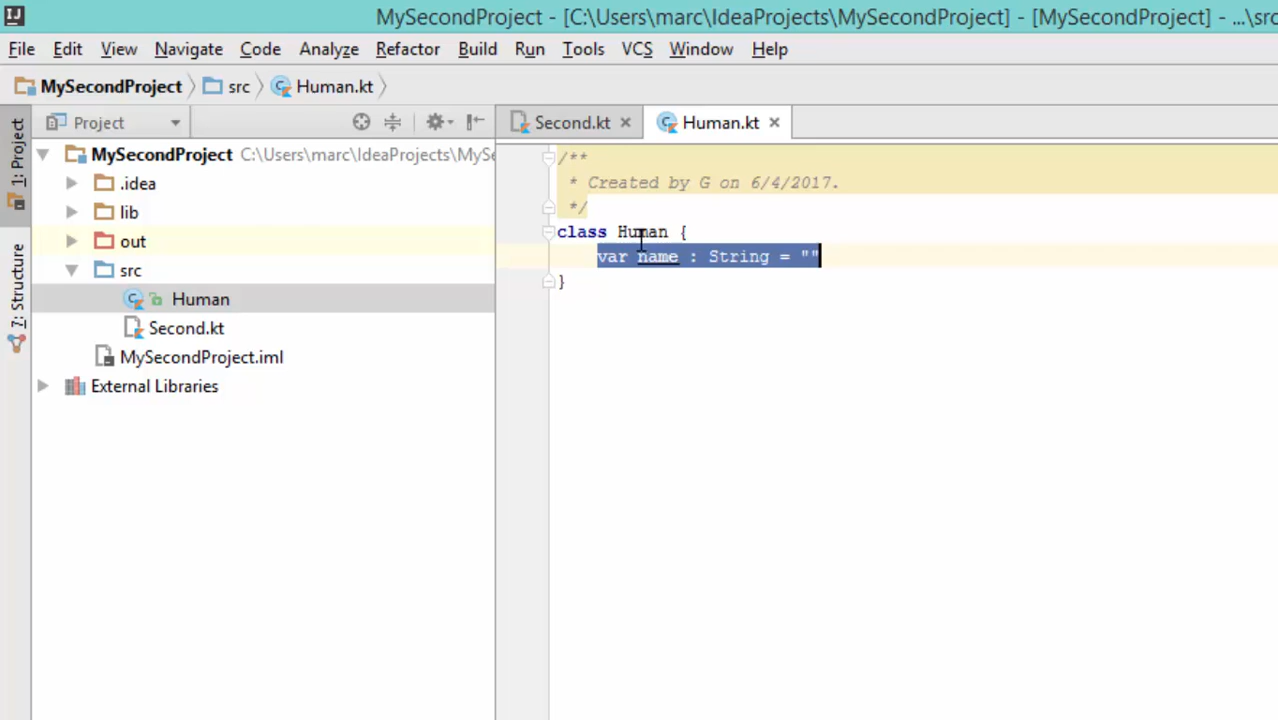 MySecondProject - [C:\Users\marc\IdeaProjects\MySecondProject] - [MySecondProject] - ...\src
File Edit View Navigate Code Analyze Refactor Build Run Tools VCS Window Help
MySecondProject src Human.kt
1: Project
7: Structure
Project
MySecondProject C:\Users\marc\IdeaProjects\MySe
.idea
lib
out
src
Human
Second.kt
MySecondProject.iml
External Libraries
Second.kt Human.kt
/**
* Created by G on 6/4/2017.
*/
class Human {
var name : String = ""
}